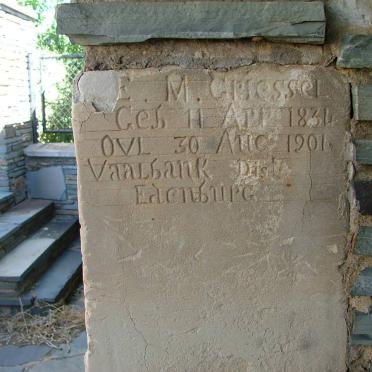 E. M. Griessel
Geb 11 Apr 1834
OVL 30 Aug 1901
Vaalbank Dist
Edenburg